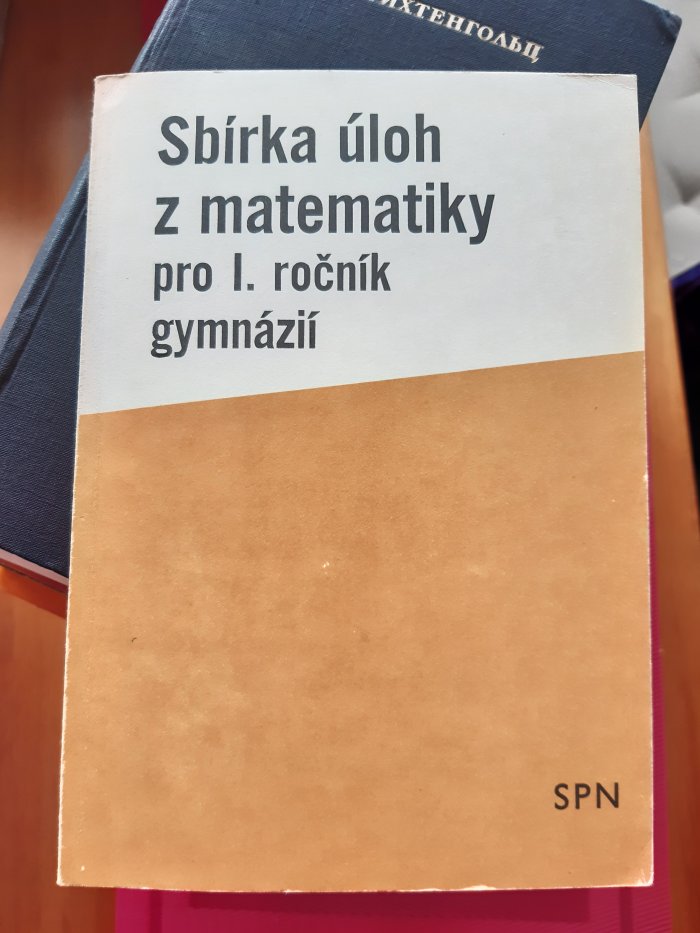 ИХТЕНГОЛЬЦ
Sbírka úloh
z matematiky
pro I. ročník
gymnázií
SPN